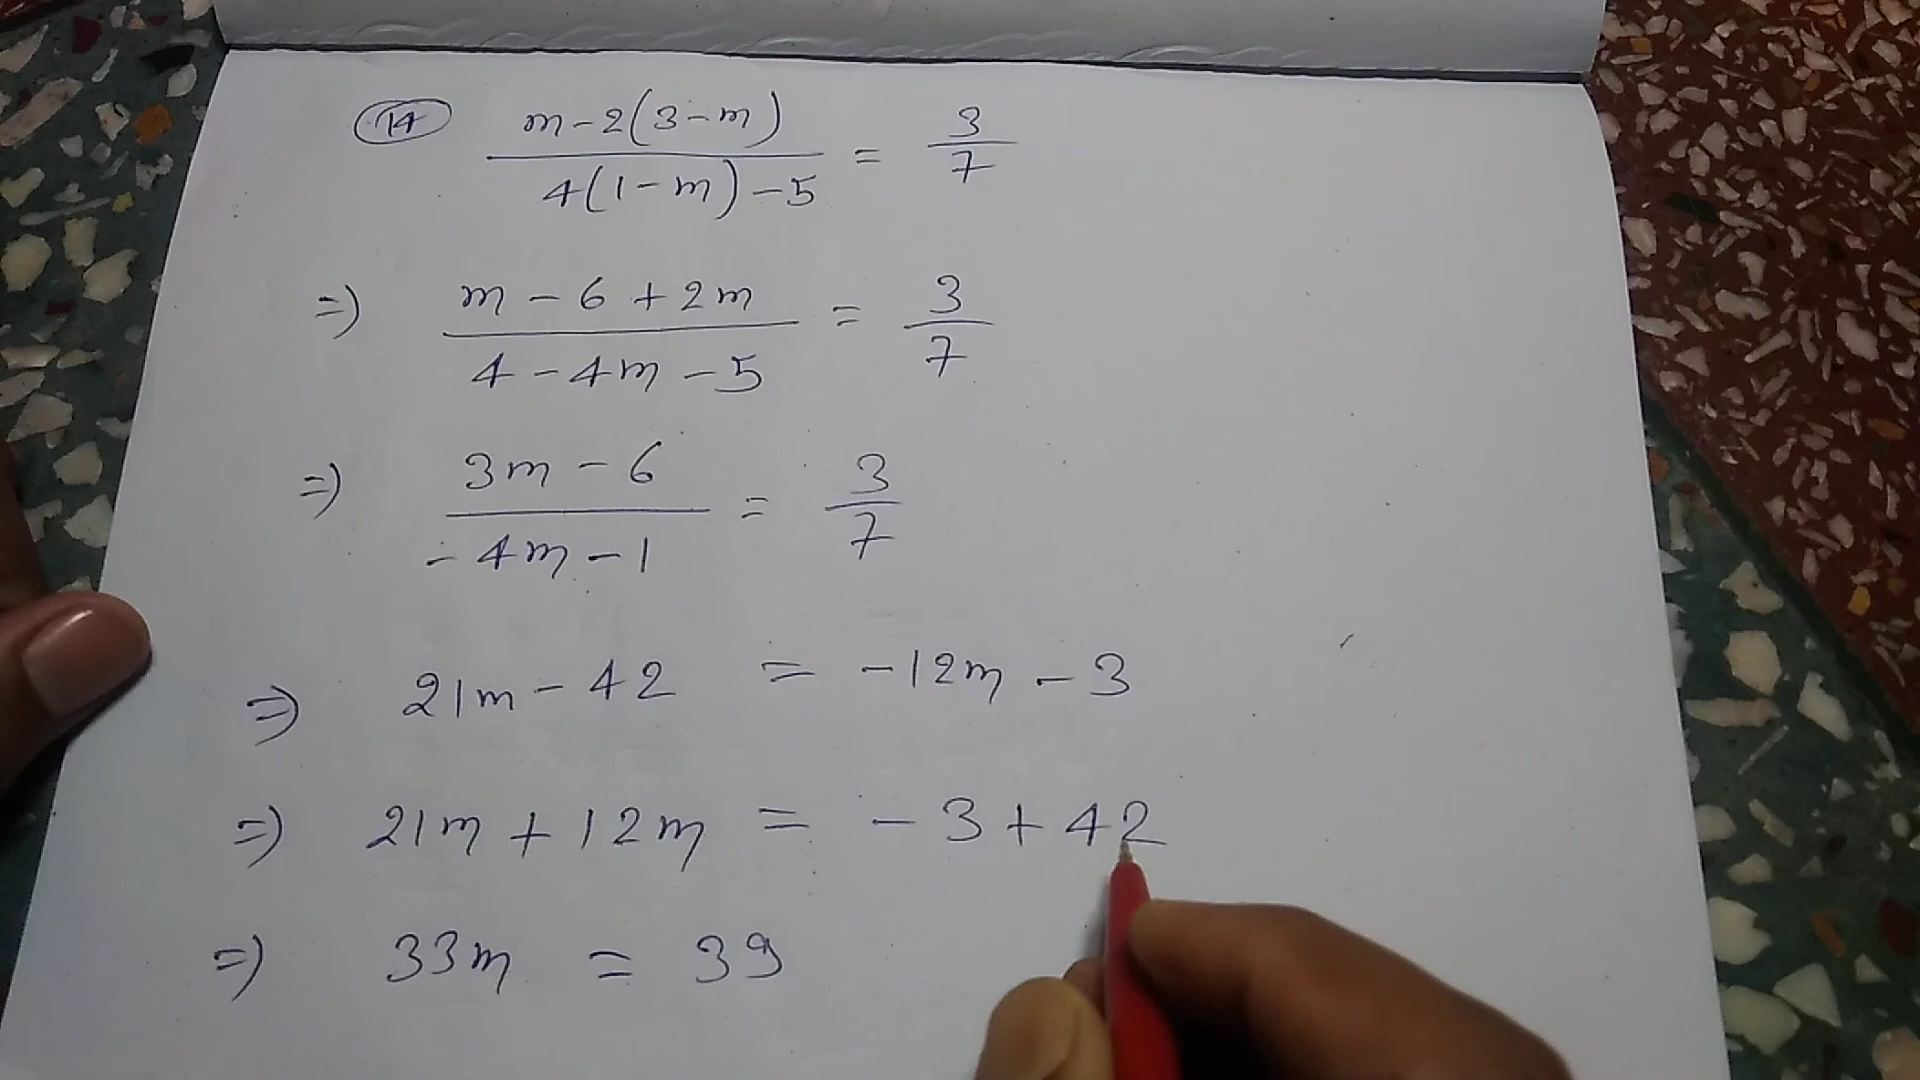 14 m-2(3-m) / 4(1-m)-5 = 3/7
=) m-6+2m / 4-4m-5 = 3/7
=) 3m-6 / -4m-1 = 3/7
=) 21m-42 = -12m-3
=) 21m+12m = -3+42
=) 33m = 39